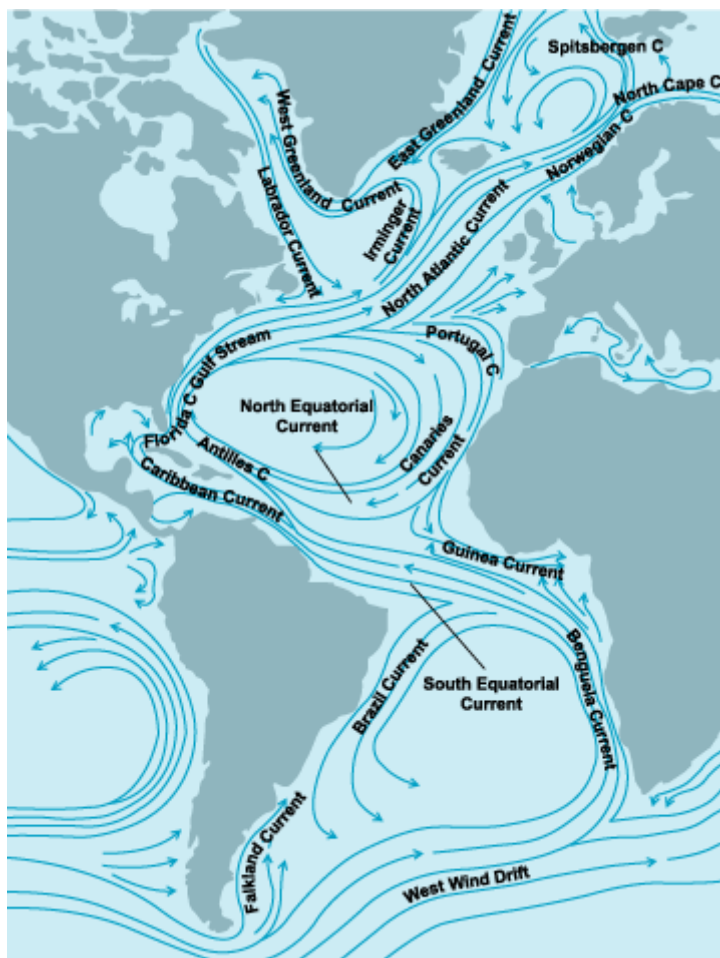 Spitsbergen C
North Cape C
East Greenland Current
Norwegian C
West Greenland Current
Labrador Current
Irminger
Current
North Atlantic Current
Portugal C
Gulf Stream
Florida C
North Equatorial
Current
Canaries
Current
Antilles C
Caribbean Current
Guinea Current
Benguela Current
South Equatorial
Current
Brazil Current
Falkland Current
West Wind Drift